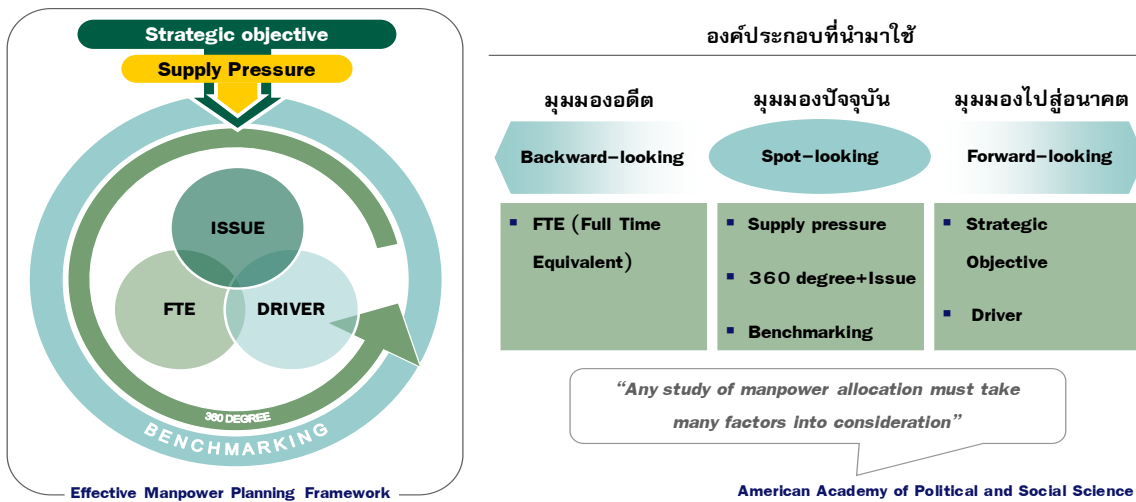 Strategic objective
Supply Pressure
ISSUE
FTE
DRIVER
360 DEGREE
BENCHMARKING
Effective Manpower Planning Framework
องค์ประกอบที่นำมาใช้
มุมมองอดีต
มุมมองปัจจุบัน
มุมมองไปสู่อนาคต
Backward-looking
Spot-looking
Forward-looking
▪ FTE (Full Time
Equivalent)
▪ Supply pressure
▪ 360 degree+Issue
▪ Benchmarking
▪ Strategic
Objective
▪ Driver
“Any study of manpower allocation must take
many factors into consideration”
American Academy of Political and Social Science